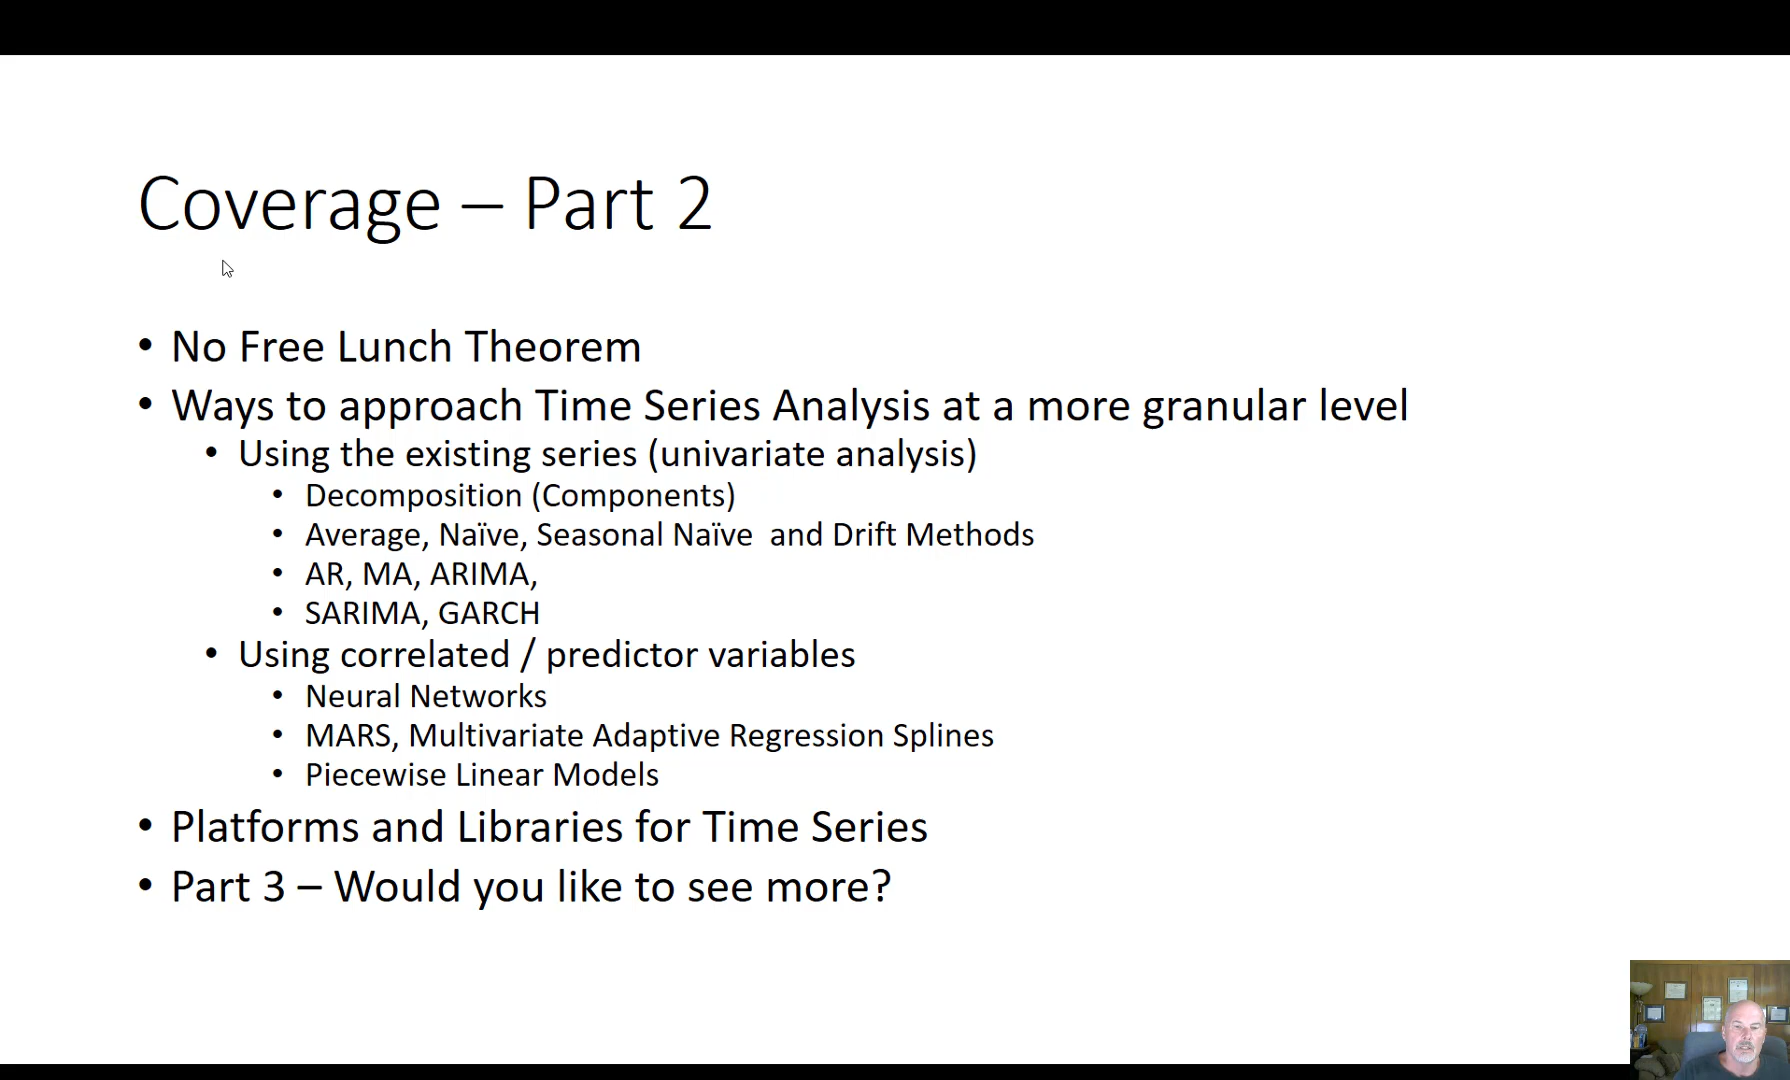 Coverage – Part 2
• No Free Lunch Theorem
• Ways to approach Time Series Analysis at a more granular level
• Using the existing series (univariate analysis)
• Decomposition (Components)
• Average, Naïve, Seasonal Naïve  and Drift Methods
• AR, MA, ARIMA,
• SARIMA, GARCH
• Using correlated / predictor variables
• Neural Networks
• MARS, Multivariate Adaptive Regression Splines
• Piecewise Linear Models
• Platforms and Libraries for Time Series
• Part 3 – Would you like to see more?